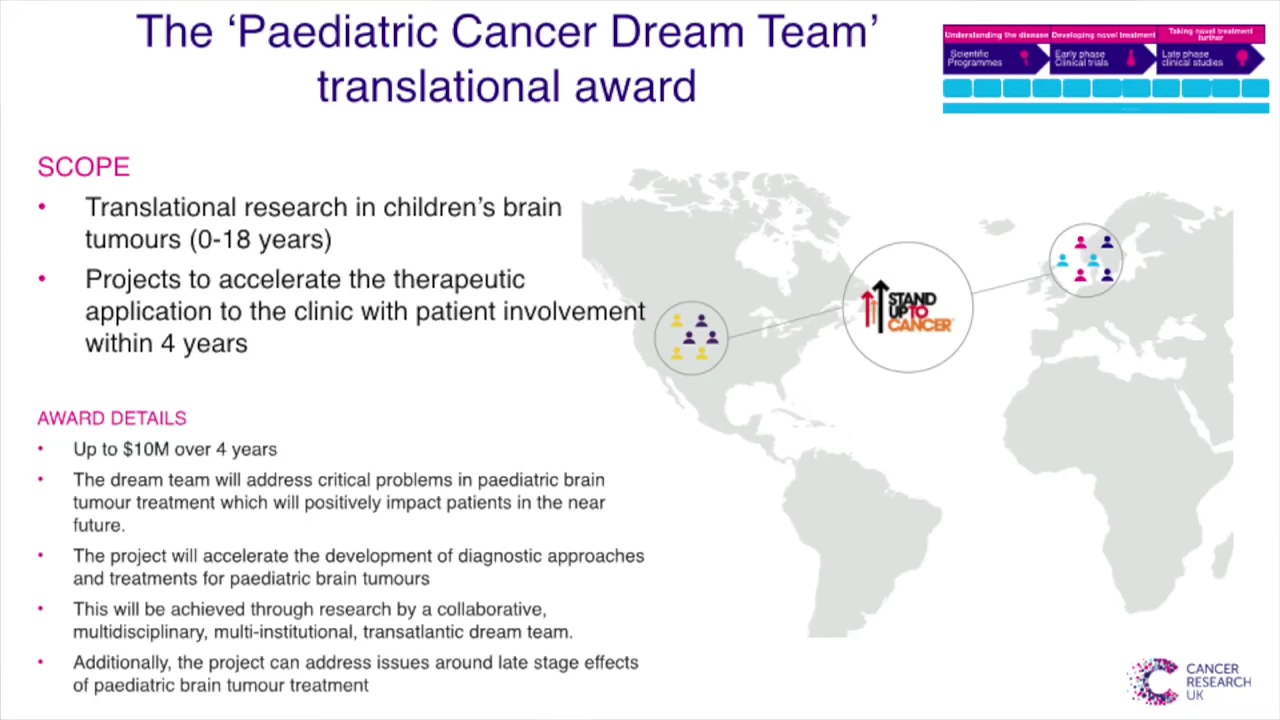 The ‘Paediatric Cancer Dream Team’
translational award
Understanding the disease
Developing novel treatment
Taking novel treatment
further
Scientific
Programmes
Early phase
Clinical trials
Late phase
clinical studies
SCOPE
• Translational research in children’s brain
tumours (0-18 years)
• Projects to accelerate the therapeutic
application to the clinic with patient involvement
within 4 years
STAND
UP TO
CANCER
AWARD DETAILS
• Up to $10M over 4 years
• The dream team will address critical problems in paediatric brain
tumour treatment which will positively impact patients in the near
future.
• The project will accelerate the development of diagnostic approaches
and treatments for paediatric brain tumours
• This will be achieved through research by a collaborative,
multidisciplinary, multi-institutional, transatlantic dream team.
• Additionally, the project can address issues around late stage effects
of paediatric brain tumour treatment
CANCER
RESEARCH
UK